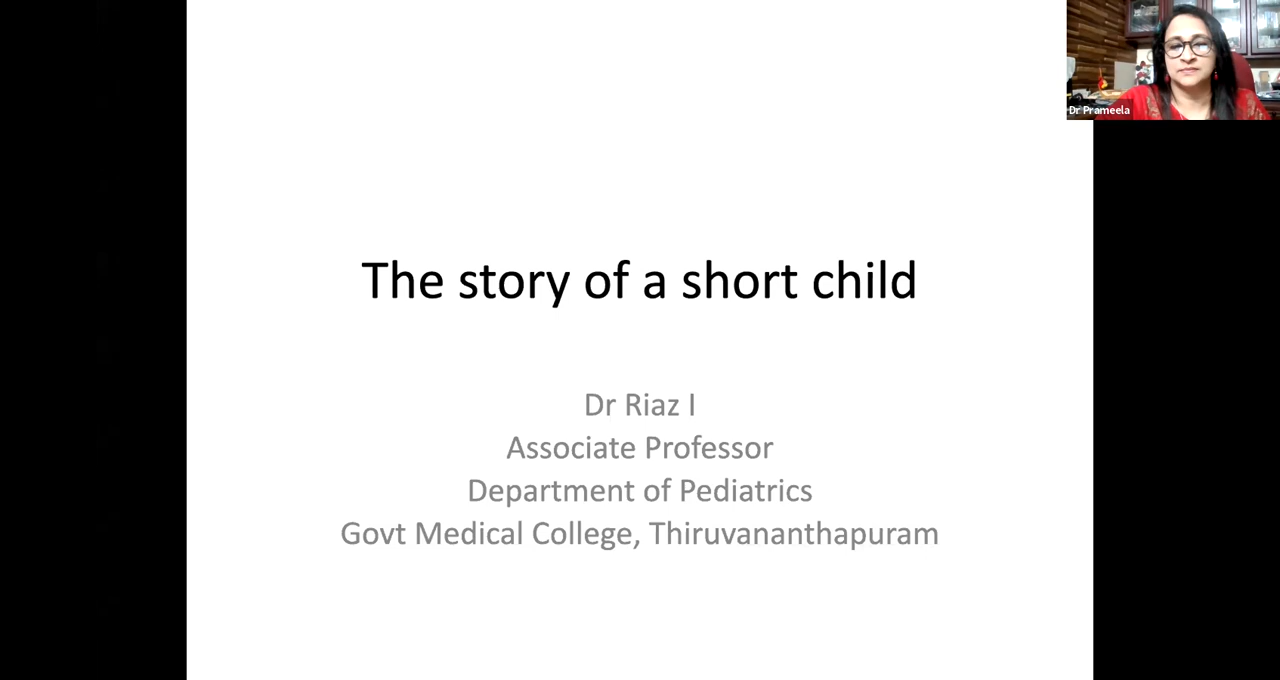 Dr Prameela
The story of a short child
Dr Riaz I
Associate Professor
Department of Pediatrics
Govt Medical College, Thiruvananthapuram